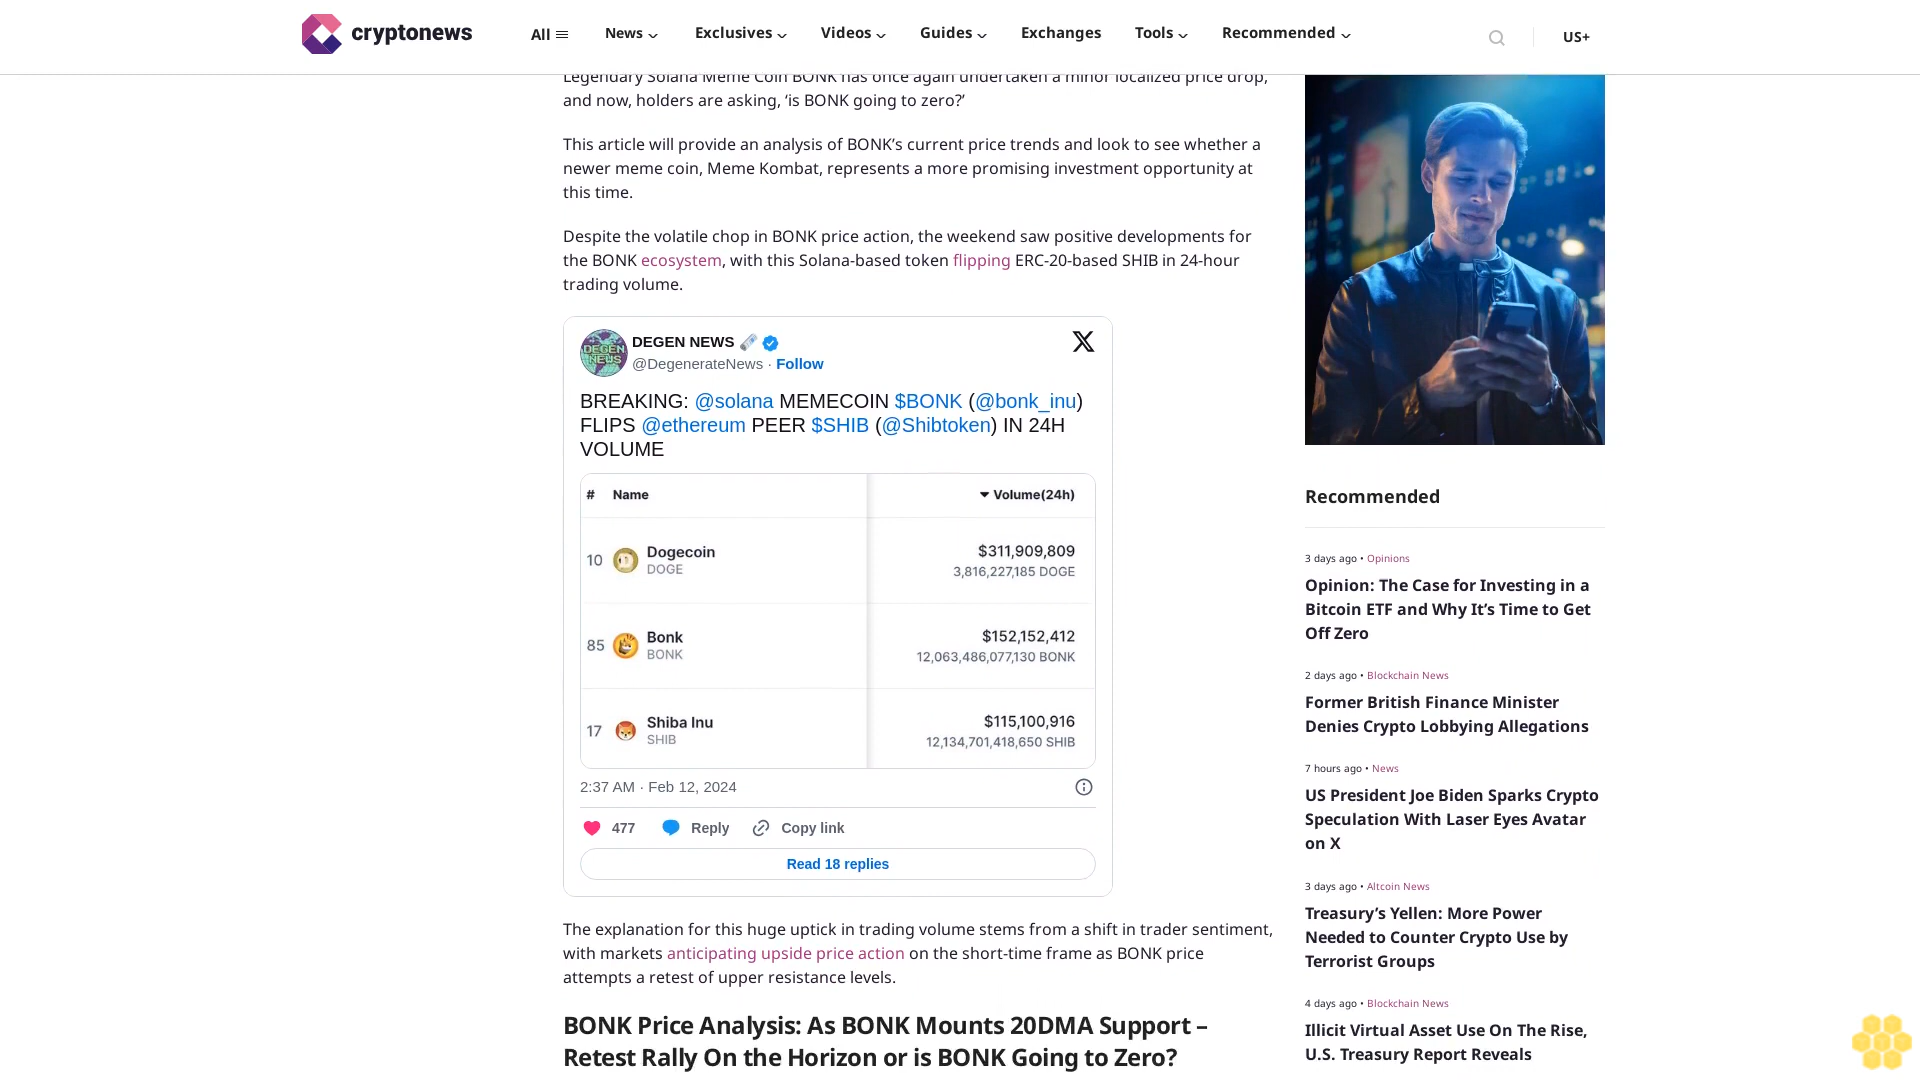 cryptonews
All
News
Exclusives
Videos
Guides
Exchanges
Tools
Recommended
US+
Legendary Solana Meme Coin BONK has once again undertaken a minor localized price drop,
and now, holders are asking, ‘is BONK going to zero?’
This article will provide an analysis of BONK’s current price trends and look to see whether a
newer meme coin, Meme Kombat, represents a more promising investment opportunity at
this time.
Despite the volatile chop in BONK price action, the weekend saw positive developments for
the BONK ecosystem, with this Solana-based token flipping ERC-20-based SHIB in 24-hour
trading volume.
DEGEN NEWS
DEGEN NEWS
@DegenerateNews · Follow
BREAKING: @solana MEMECOIN $BONK (@bonk_inu)
FLIPS @ethereum PEER $SHIB (@Shibtoken) IN 24H
VOLUME
# Name Volume(24h)
10 Dogecoin $311,909,809
DOGE 3,816,227,185 DOGE
85 Bonk $152,152,412
BONK 12,063,486,077,130 BONK
17 Shiba Inu $115,100,916
SHIB 12,134,701,418,650 SHIB
2:37 AM · Feb 12, 2024
477 Reply Copy link
Read 18 replies
The explanation for this huge uptick in trading volume stems from a shift in trader sentiment,
with markets anticipating upside price action on the short-time frame as BONK price
attempts a retest of upper resistance levels.
BONK Price Analysis: As BONK Mounts 20DMA Support –
Retest Rally On the Horizon or is BONK Going to Zero?
Recommended
3 days ago • Opinions
Opinion: The Case for Investing in a
Bitcoin ETF and Why It’s Time to Get
Off Zero
2 days ago • Blockchain News
Former British Finance Minister
Denies Crypto Lobbying Allegations
7 hours ago • News
US President Joe Biden Sparks Crypto
Speculation With Laser Eyes Avatar
on X
3 days ago • Altcoin News
Treasury’s Yellen: More Power
Needed to Counter Crypto Use by
Terrorist Groups
4 days ago • Blockchain News
Illicit Virtual Asset Use On The Rise,
U.S. Treasury Report Reveals